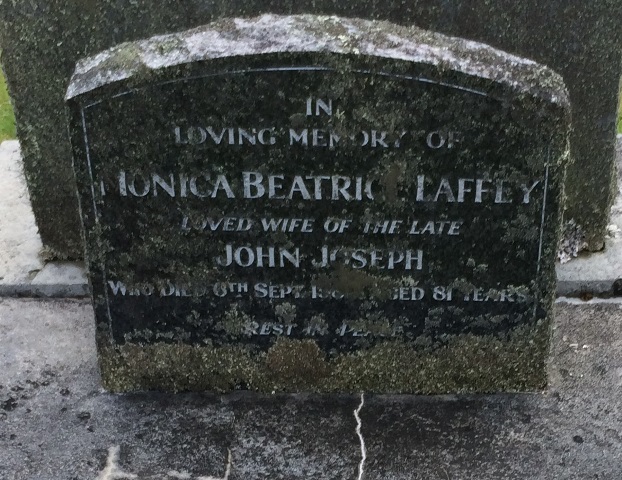 IN
LOVING MEMORY OF
MONICA BEATRICE LAFFEY
LOVED WIFE OF THE LATE
JOHN JOSEPH
WHO DIED 6TH SEPT AGED 81 YEARS
REST IN PEACE